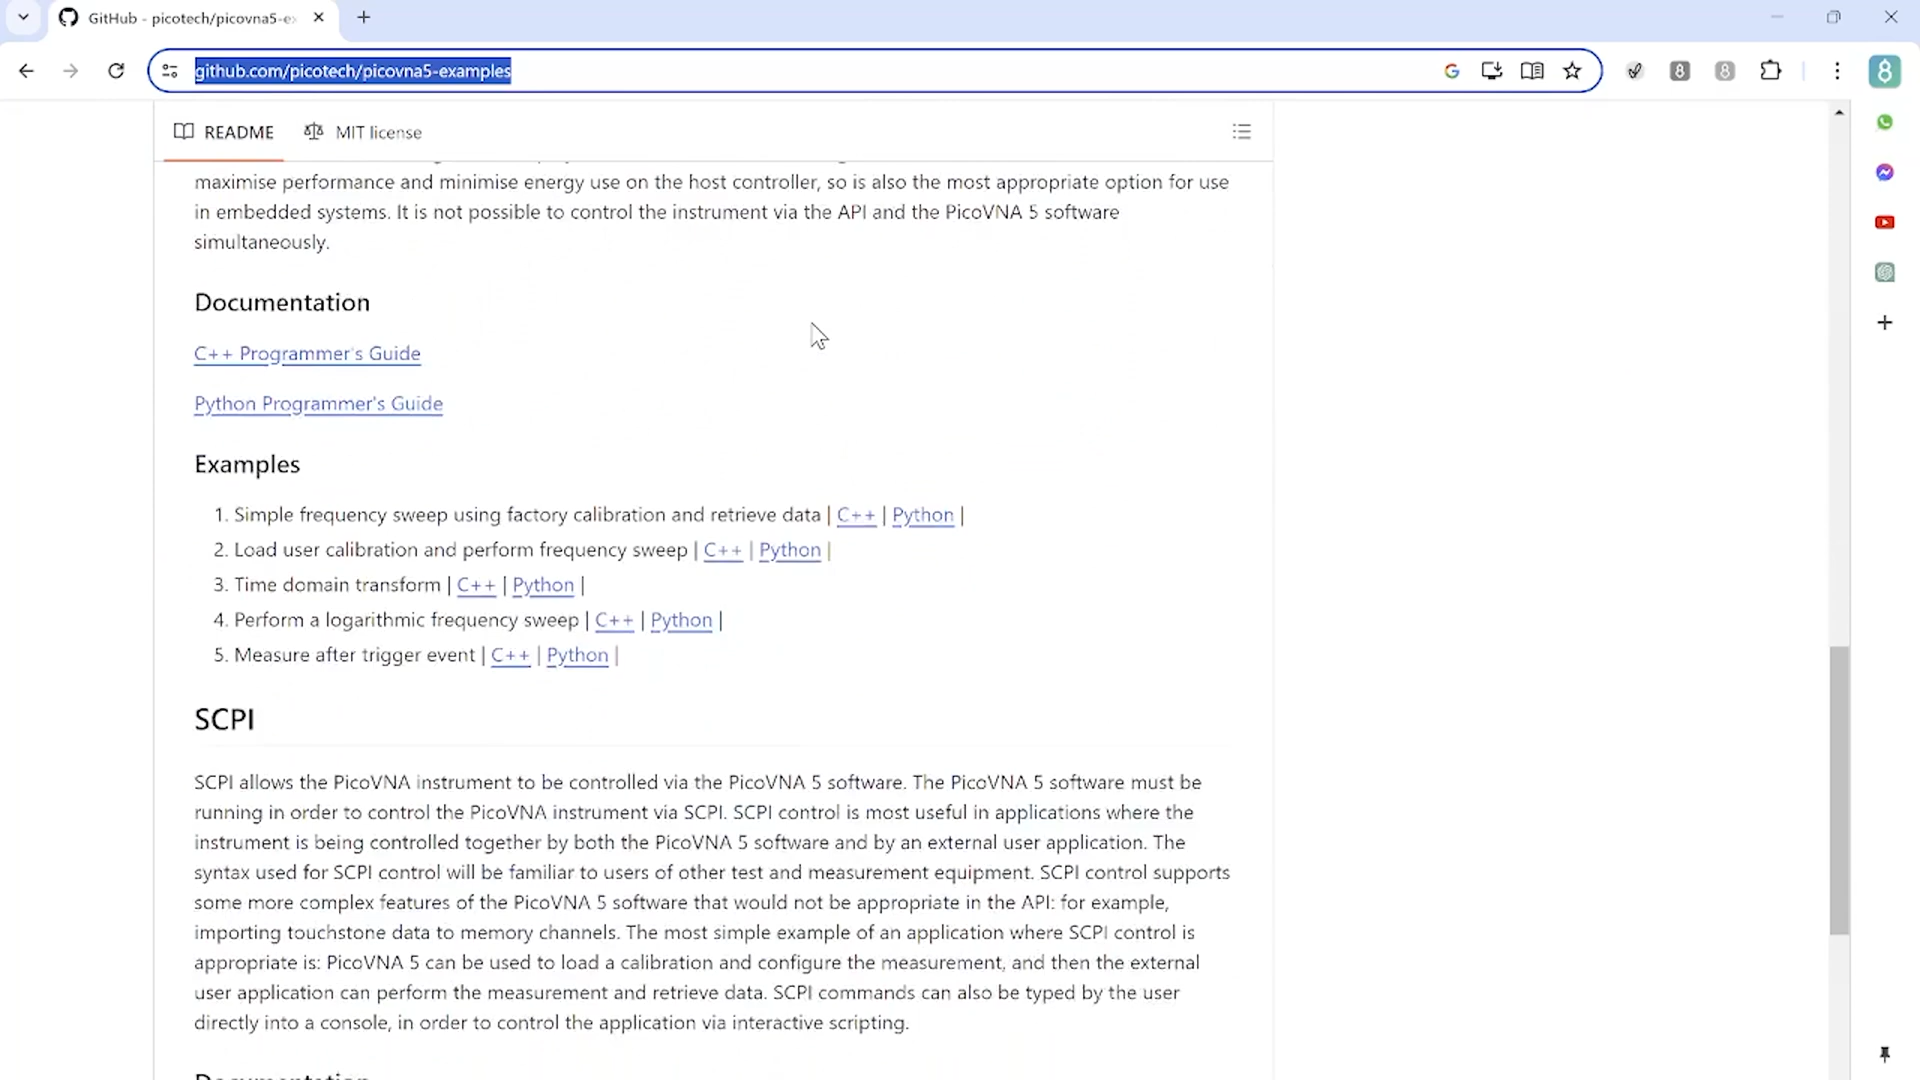 GitHub - picotech/picovna5-ex
github.com/picotech/picovna5-examples
README
MIT license
maximise performance and minimise energy use on the host controller, so is also the most appropriate option for use
in embedded systems. It is not possible to control the instrument via the API and the PicoVNA 5 software
simultaneously.
Documentation
C++ Programmer's Guide
Python Programmer's Guide
Examples
1. Simple frequency sweep using factory calibration and retrieve data | C++ | Python |
2. Load user calibration and perform frequency sweep | C++ | Python |
3. Time domain transform | C++ | Python |
4. Perform a logarithmic frequency sweep | C++ | Python |
5. Measure after trigger event | C++ | Python |
SCPI
SCPI allows the PicoVNA instrument to be controlled via the PicoVNA 5 software. The PicoVNA 5 software must be
running in order to control the PicoVNA instrument via SCPI. SCPI control is most useful in applications where the
instrument is being controlled together by both the PicoVNA 5 software and by an external user application. The
syntax used for SCPI control will be familiar to users of other test and measurement equipment. SCPI control supports
some more complex features of the PicoVNA 5 software that would not be appropriate in the API: for example,
importing touchstone data to memory channels. The most simple example of an application where SCPI control is
appropriate is: PicoVNA 5 can be used to load a calibration and configure the measurement, and then the external
user application can perform the measurement and retrieve data. SCPI commands can also be typed by the user
directly into a console, in order to control the application via interactive scripting.